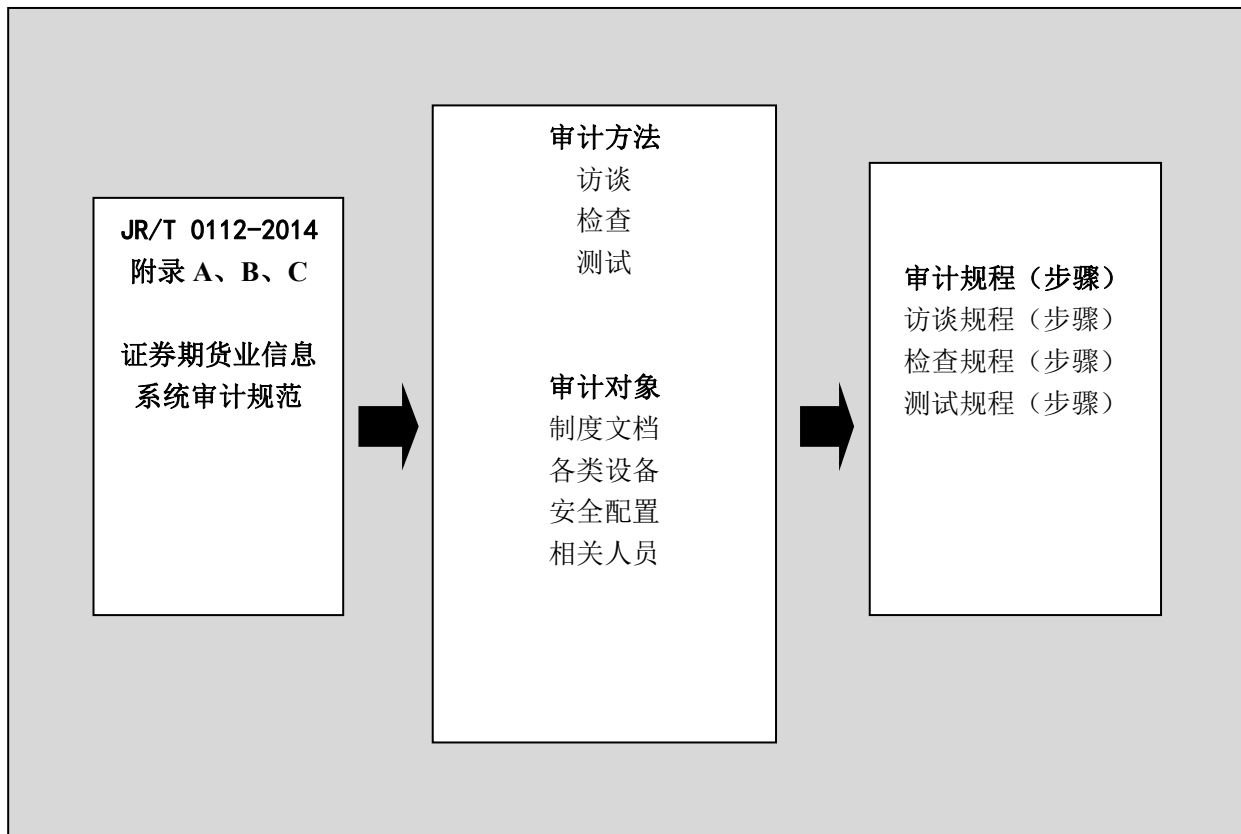 JR/T 0112-2014
附录 A、B、C
证券期货业信息
系统审计规范
审计方法
访谈
检查
测试
审计对象
制度文档
各类设备
安全配置
相关人员
审计规程（步骤）
访谈规程（步骤）
检查规程（步骤）
测试规程（步骤）